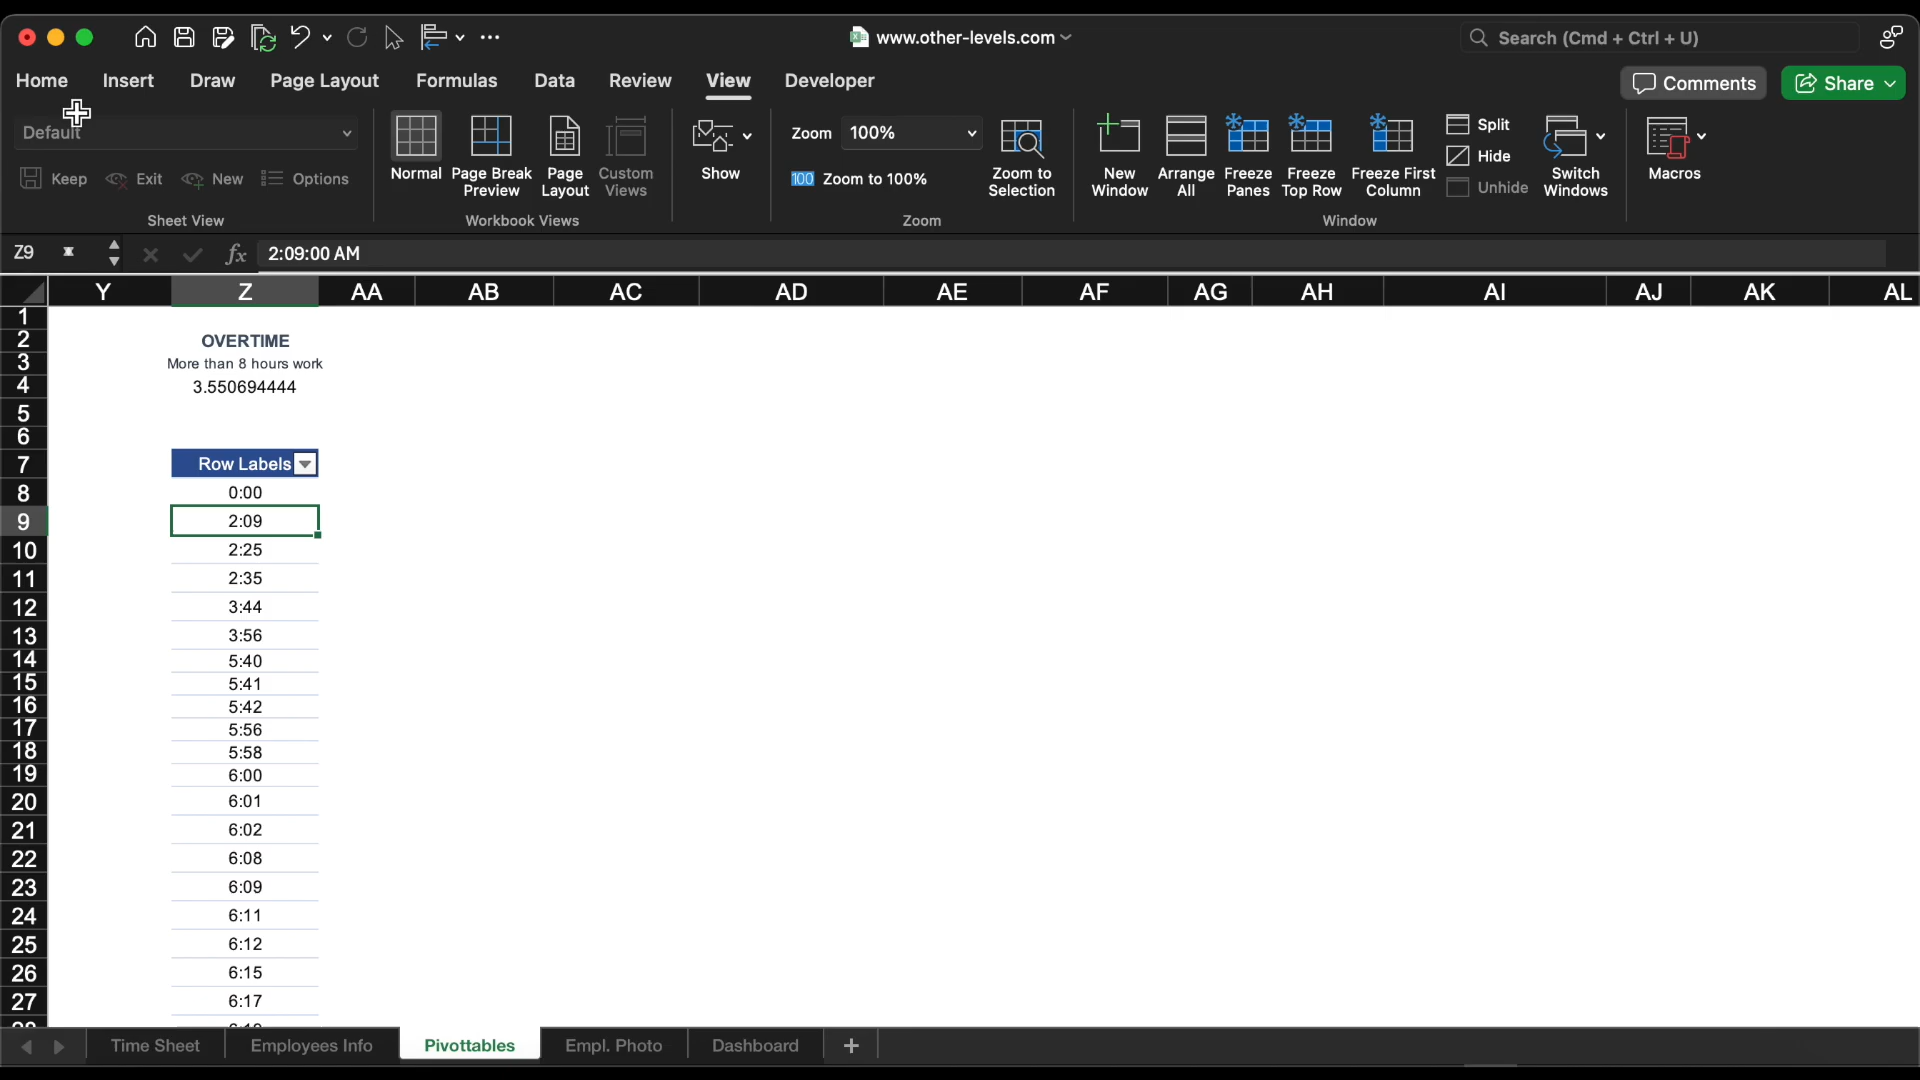 www.other-levels.com
Search (Cmd + Ctrl + U)
Home Insert Draw Page Layout Formulas Data Review View Developer
Comments Share
Default
Keep Exit New Options
Sheet View
Normal Page Break Preview Page Layout Custom Views
Workbook Views
Show
Zoom 100%
100 Zoom to 100%
Zoom to Selection
Zoom
New Window Arrange All Freeze Panes Freeze Top Row Freeze First Column
Split
Hide
Unhide
Switch Windows
Window
Macros
Z9 fx 2:09:00 AM
Y Z AA AB AC AD AE AF AG AH AI AJ AK AL
1
2 OVERTIME
3 More than 8 hours work
4 3.550694444
5
6
7 Row Labels
8 0:00
9 2:09
10 2:25
11 2:35
12 3:44
13 3:56
14 5:40
15 5:41
16 5:42
17 5:56
18 5:58
19 6:00
20 6:01
21 6:02
22 6:08
23 6:09
24 6:11
25 6:12
26 6:15
27 6:17
Time Sheet Employees Info Pivottables Empl. Photo Dashboard +